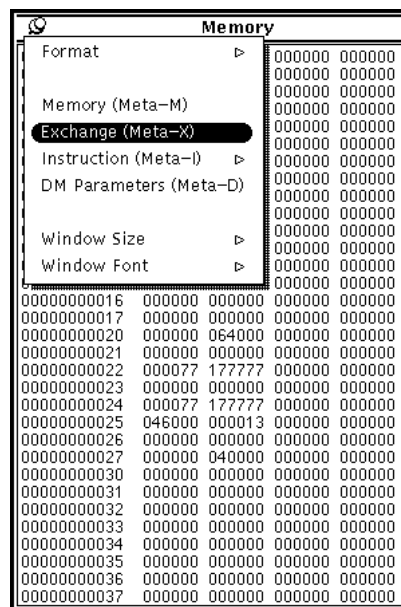 Memory
Format
Memory (Meta-M)
Exchange (Meta-X)
Instruction (Meta-I)
DM Parameters (Meta-D)
Window Size
Window Font
000000 000000
000000 000000
000000 000000
000000 000000
000000 000000
000000 000000
000000 000000
000000 000000
000000 000000
000000 000000
000000 000000
000000 000000
000000 000000
000000 000000
00000000016 000000 000000 000000 000000
00000000017 000000 000000 000000 000000
00000000020 000000 064000 000000 000000
00000000021 000000 000000 000000 000000
00000000022 000077 177777 000000 000000
00000000023 000000 000000 000000 000000
00000000024 000077 177777 000000 000000
00000000025 046000 000013 000000 000000
00000000026 000000 000000 000000 000000
00000000027 000000 040000 000000 000000
00000000030 000000 000000 000000 000000
00000000031 000000 000000 000000 000000
00000000032 000000 000000 000000 000000
00000000033 000000 000000 000000 000000
00000000034 000000 000000 000000 000000
00000000035 000000 000000 000000 000000
00000000036 000000 000000 000000 000000
00000000037 000000 000000 000000 000000